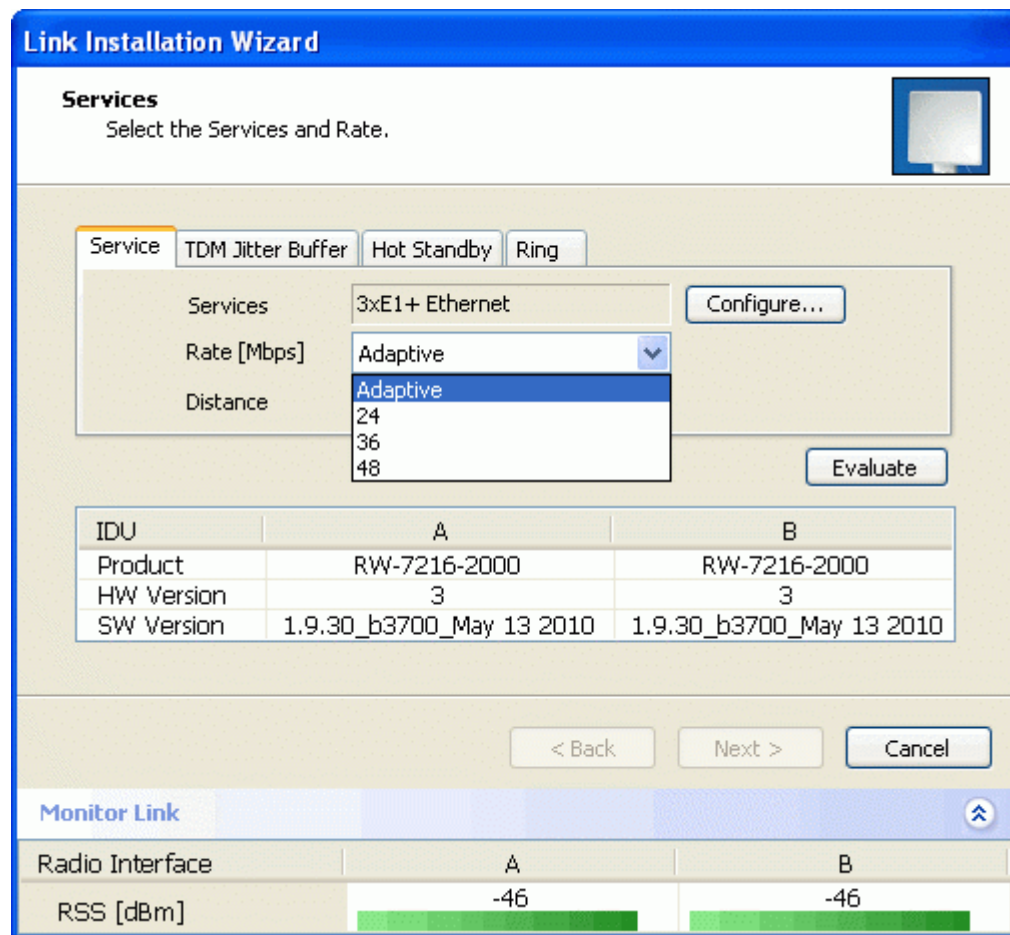 Link Installation Wizard
Services
Select the Services and Rate.
Service TDM Jitter Buffer Hot Standby Ring
Services 3xE1+ Ethernet Configure...
Rate [Mbps] Adaptive
Adaptive
Distance
24
36
48
Evaluate
IDU A B
Product RW-7216-2000 RW-7216-2000
HW Version 3 3
SW Version 1.9.30_b3700_May 13 2010 1.9.30_b3700_May 13 2010
< Back Next > Cancel
Monitor Link
Radio Interface A B
RSS [dBm] -46 -46